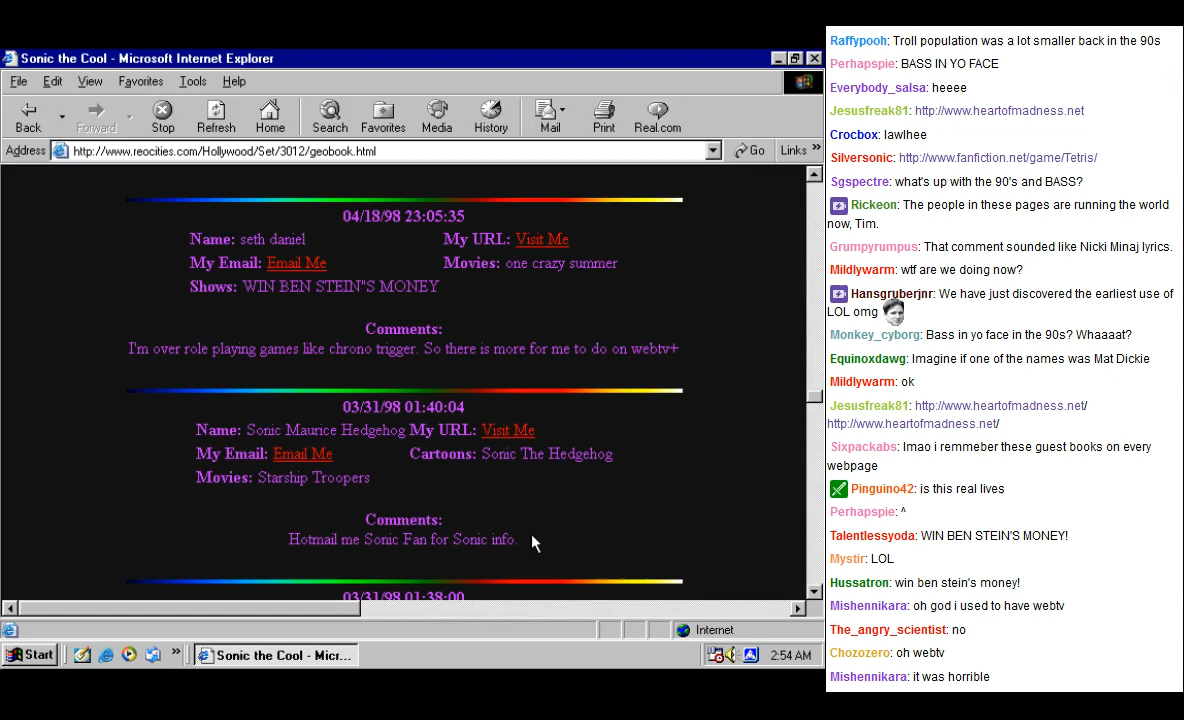 Sonic the Cool - Microsoft Internet Explorer
File Edit View Favorites Tools Help
Back Forward Stop Refresh Home Search Favorites Media History Mail Print Real.com
Address http://www.reocities.com/Hollywood/Set/3012/geobook.html Go Links »
04/18/98 23:05:35
Name: seth daniel My URL: Visit Me
My Email: Email Me Movies: one crazy summer
Shows: WIN BEN STEIN"S MONEY
Comments:
I'm over role playing games like chrono trigger. So there is more for me to do on webtv+
03/31/98 01:40:04
Name: Sonic Maurice Hedgehog My URL: Visit Me
My Email: Email Me Cartoons: Sonic The Hedgehog
Movies: Starship Troopers
Comments:
Hotmail me Sonic Fan for Sonic info.
03/31/98 01:38:00
Internet
Start » Sonic the Cool - Micr... 2:54 AM
Raffypooh: Troll population was a lot smaller back in the 90s
Perhapspie: BASS IN YO FACE
Everybody_salsa: heeee
Jesusfreak81: http://www.heartofmadness.net
Crocbox: lawlhee
Silversonic: http://www.fanfiction.net/game/Tetris/
Sgspectre: what's up with the 90's and BASS?
Rickeon: The people in these pages are running the world
now, Tim.
Grumpyrumpus: That comment sounded like Nicki Minaj lyrics.
Mildlywarm: wtf are we doing now?
Hansgruberjnr: We have just discovered the earliest use of
LOL omg
Monkey_cyborg: Bass in yo face in the 90s? Whaaaat?
Equinoxdawg: Imagine if one of the names was Mat Dickie
Mildlywarm: ok
Jesusfreak81: http://www.heartofmadness.net/
http://www.heartofmadness.net/
Sixpackabs: lmao i remmeber these guest books on every
webpage
Pinguino42: is this real lives
Perhapspie: ^
Talentlessyoda: WIN BEN STEIN'S MONEY!
Mystir: LOL
Hussatron: win ben stein's money!
Mishennikara: oh god i used to have webtv
The_angry_scientist: no
Chozozero: oh webtv
Mishennikara: it was horrible